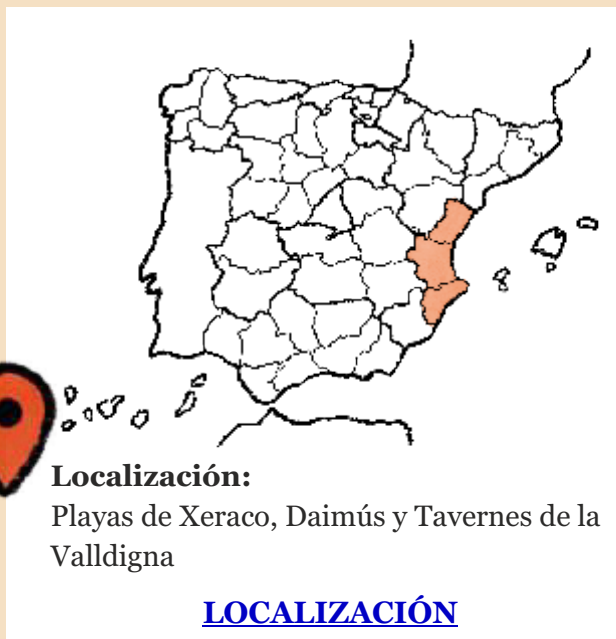 Localización:
Playas de Xeraco, Daimús y Tavernes de la
Valldigna
LOCALIZACIÓN